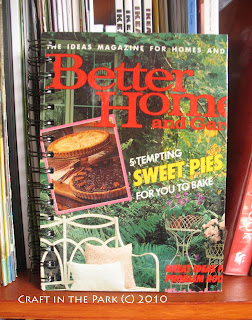 THE IDEAS MAGAZINE FOR HOMES AND
Better
Home
and Gar
5 TEMPTING
SWEET PIES
FOR YOU TO BAKE
CRAFT IN THE PARK (C) 2010